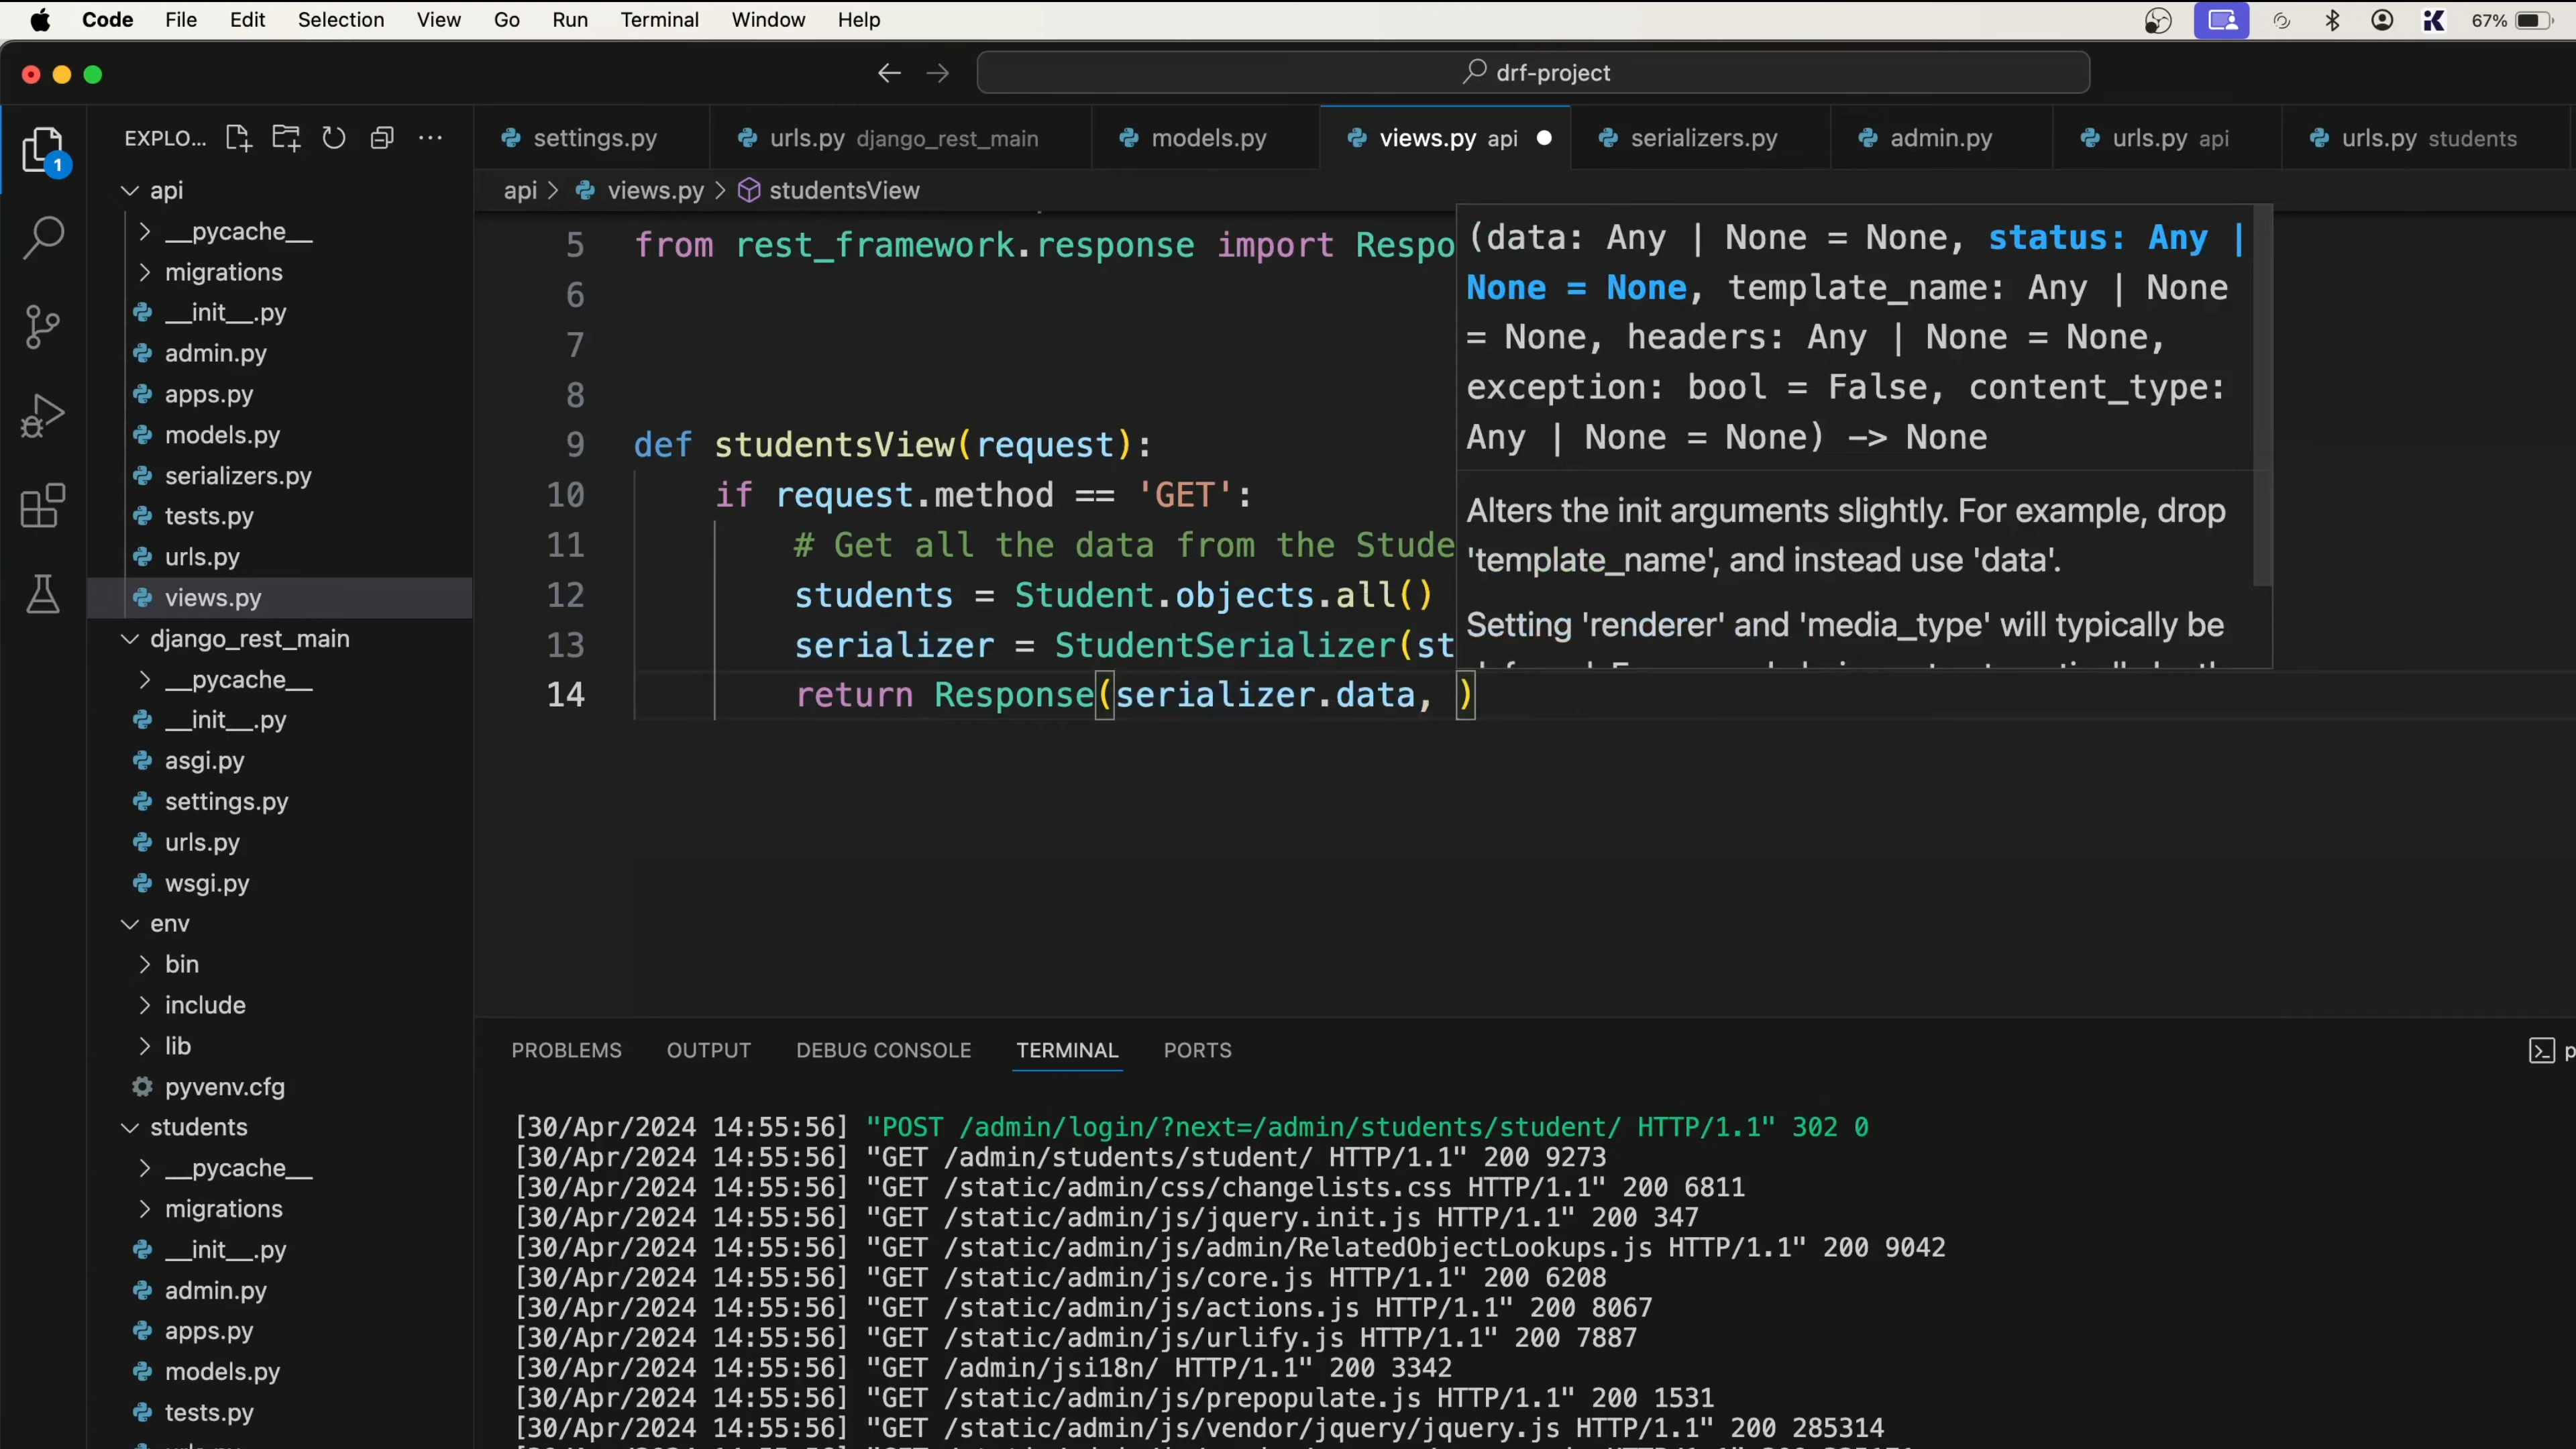 Code File Edit Selection View Go Run Terminal Window Help 67%
drf-project
EXPLO...
settings.py
urls.py django_rest_main
models.py
views.py api
serializers.py
admin.py
urls.py api
urls.py students
1
api > views.py > studentsView
api
__pycache__
migrations
__init__.py
admin.py
apps.py
models.py
serializers.py
tests.py
urls.py
views.py
django_rest_main
__pycache__
__init__.py
asgi.py
settings.py
urls.py
wsgi.py
env
bin
include
lib
pyvenv.cfg
students
__pycache__
migrations
__init__.py
admin.py
apps.py
models.py
tests.py
5 from rest_framework.response import Respo
6
7
8
9 def studentsView(request):
10 if request.method == 'GET':
11 # Get all the data from the Stude
12 students = Student.objects.all()
13 serializer = StudentSerializer(st
14 return Response(serializer.data, )
(data: Any | None = None, status: Any |
None = None, template_name: Any | None
= None, headers: Any | None = None,
exception: bool = False, content_type:
Any | None = None) -> None
Alters the init arguments slightly. For example, drop
'template_name', and instead use 'data'.
Setting 'renderer' and 'media_type' will typically be
PROBLEMS OUTPUT DEBUG CONSOLE TERMINAL PORTS
[30/Apr/2024 14:55:56] "POST /admin/login/?next=/admin/students/student/ HTTP/1.1" 302 0
[30/Apr/2024 14:55:56] "GET /admin/students/student/ HTTP/1.1" 200 9273
[30/Apr/2024 14:55:56] "GET /static/admin/css/changelists.css HTTP/1.1" 200 6811
[30/Apr/2024 14:55:56] "GET /static/admin/js/jquery.init.js HTTP/1.1" 200 347
[30/Apr/2024 14:55:56] "GET /static/admin/js/admin/RelatedObjectLookups.js HTTP/1.1" 200 9042
[30/Apr/2024 14:55:56] "GET /static/admin/js/core.js HTTP/1.1" 200 6208
[30/Apr/2024 14:55:56] "GET /static/admin/js/actions.js HTTP/1.1" 200 8067
[30/Apr/2024 14:55:56] "GET /static/admin/js/urlify.js HTTP/1.1" 200 7887
[30/Apr/2024 14:55:56] "GET /admin/jsi18n/ HTTP/1.1" 200 3342
[30/Apr/2024 14:55:56] "GET /static/admin/js/prepopulate.js HTTP/1.1" 200 1531
[30/Apr/2024 14:55:56] "GET /static/admin/js/vendor/jquery/jquery.js HTTP/1.1" 200 285314